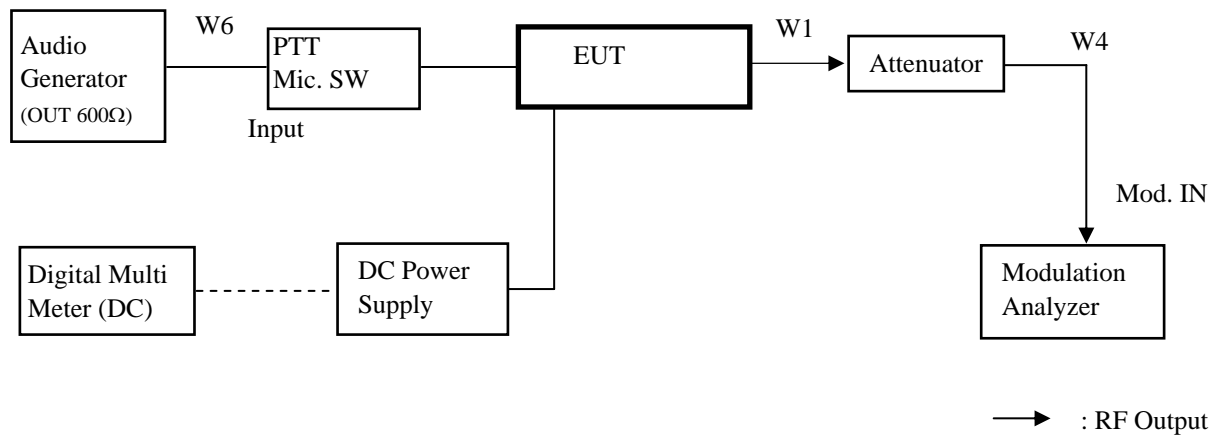 W6
Audio
Generator
(OUT 600Ω)
PTT
Mic. SW
Input
EUT
W1
Attenuator
W4
Mod. IN
Digital Multi
Meter (DC)
DC Power
Supply
Modulation
Analyzer
: RF Output